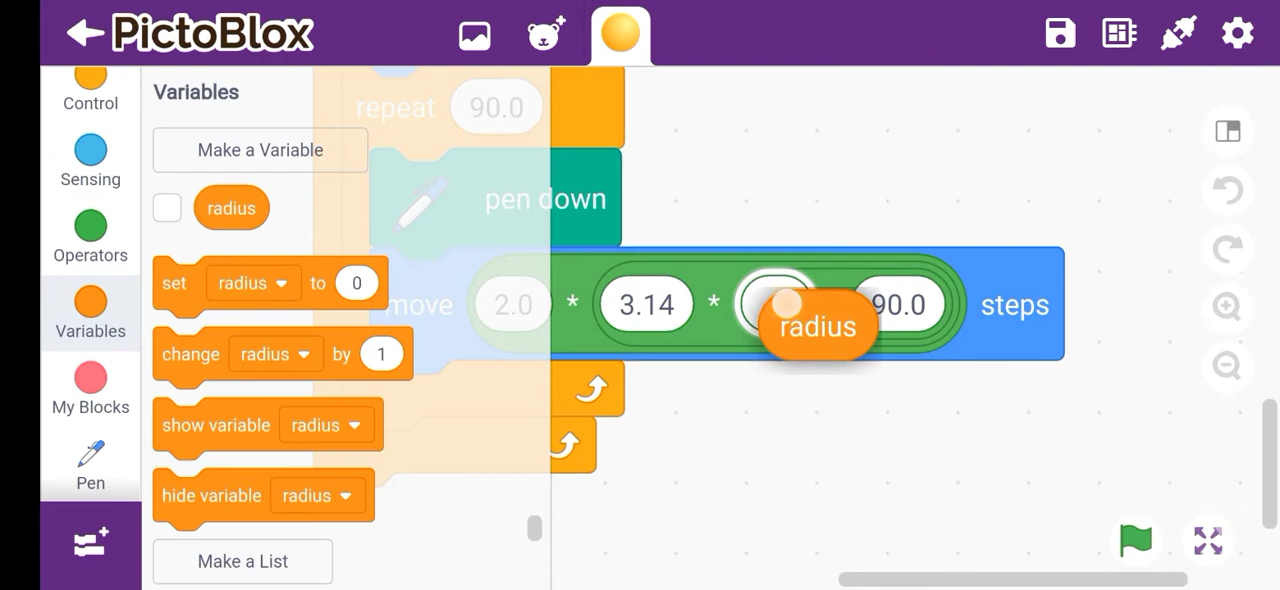 PictoBlox
Control
Sensing
Operators
Variables
My Blocks
Pen
Variables
Make a Variable
radius
set radius to 0
change radius by 1
show variable radius
hide variable radius
Make a List
repeat 90.0
pen down
move 2.0 * 3.14 * 90.0 steps
radius